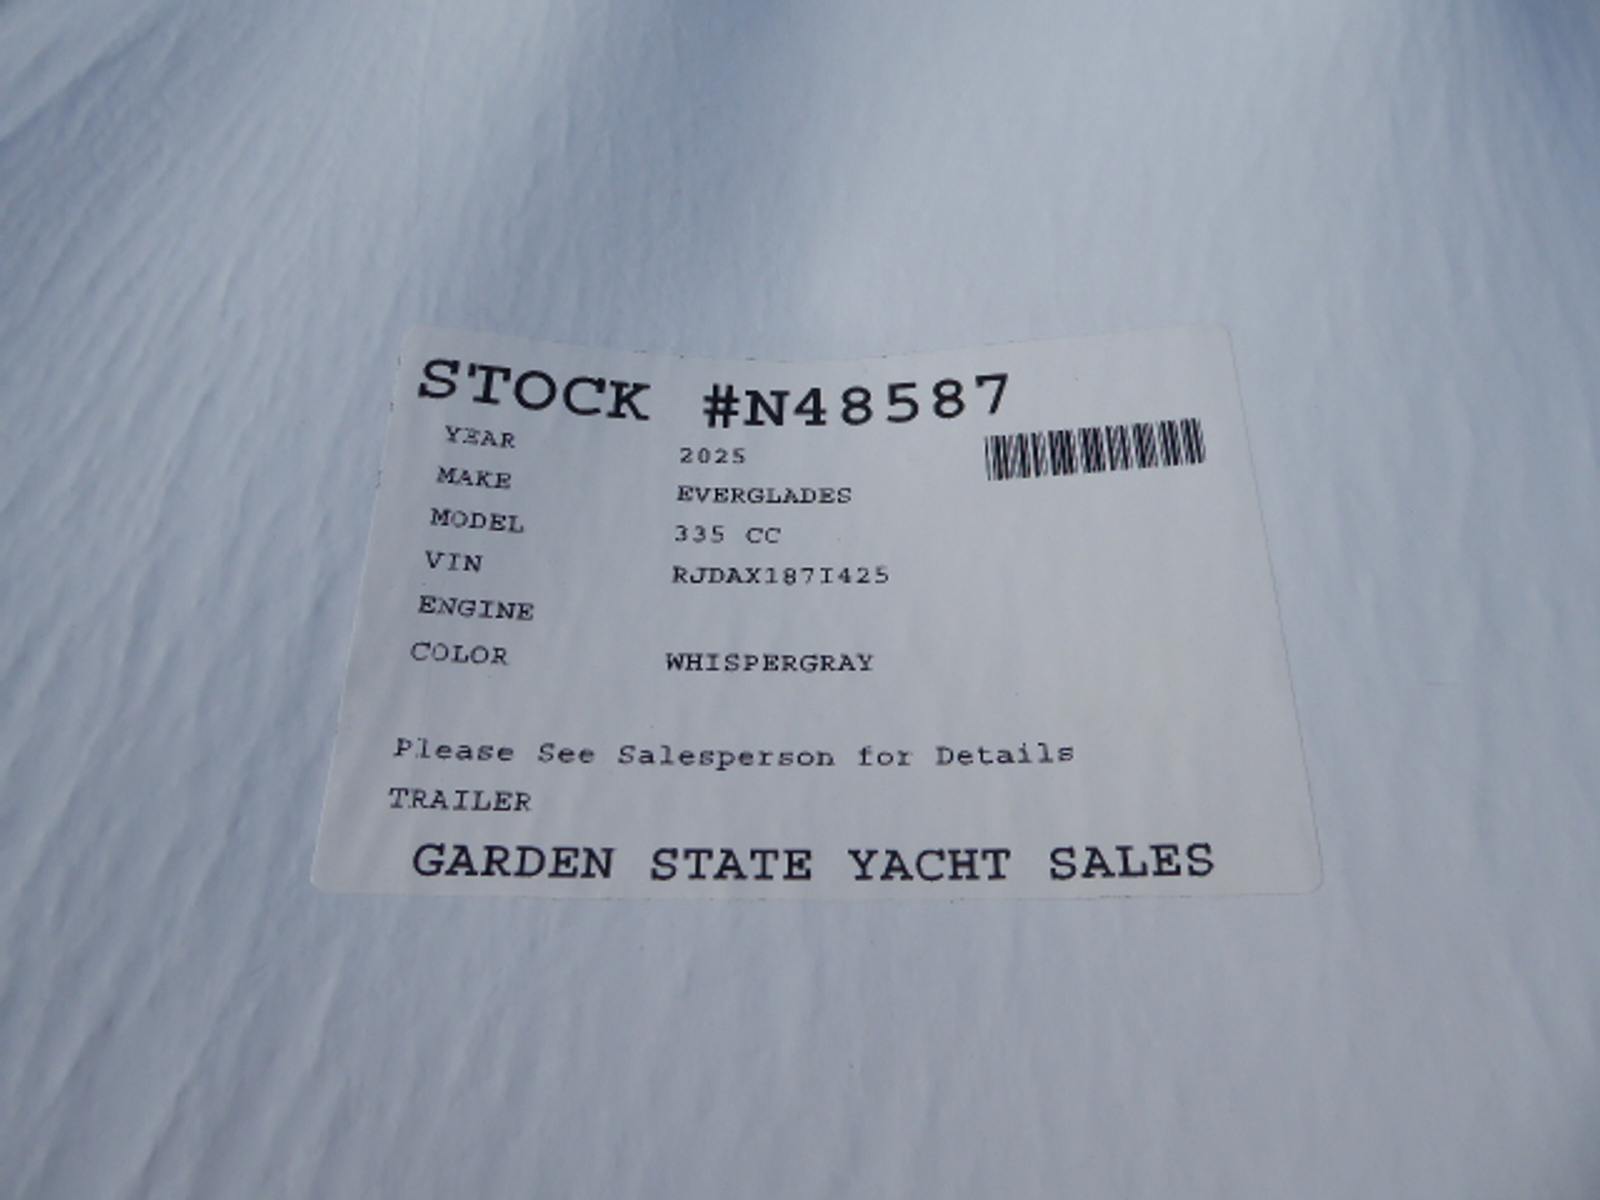 STOCK #N48587
YEAR 2025
MAKE EVERGLADES
MODEL 335 CC
VIN RJDAX187I425
ENGINE
COLOR WHISPERGRAY
Please See Salesperson for Details
TRAILER
GARDEN STATE YACHT SALES